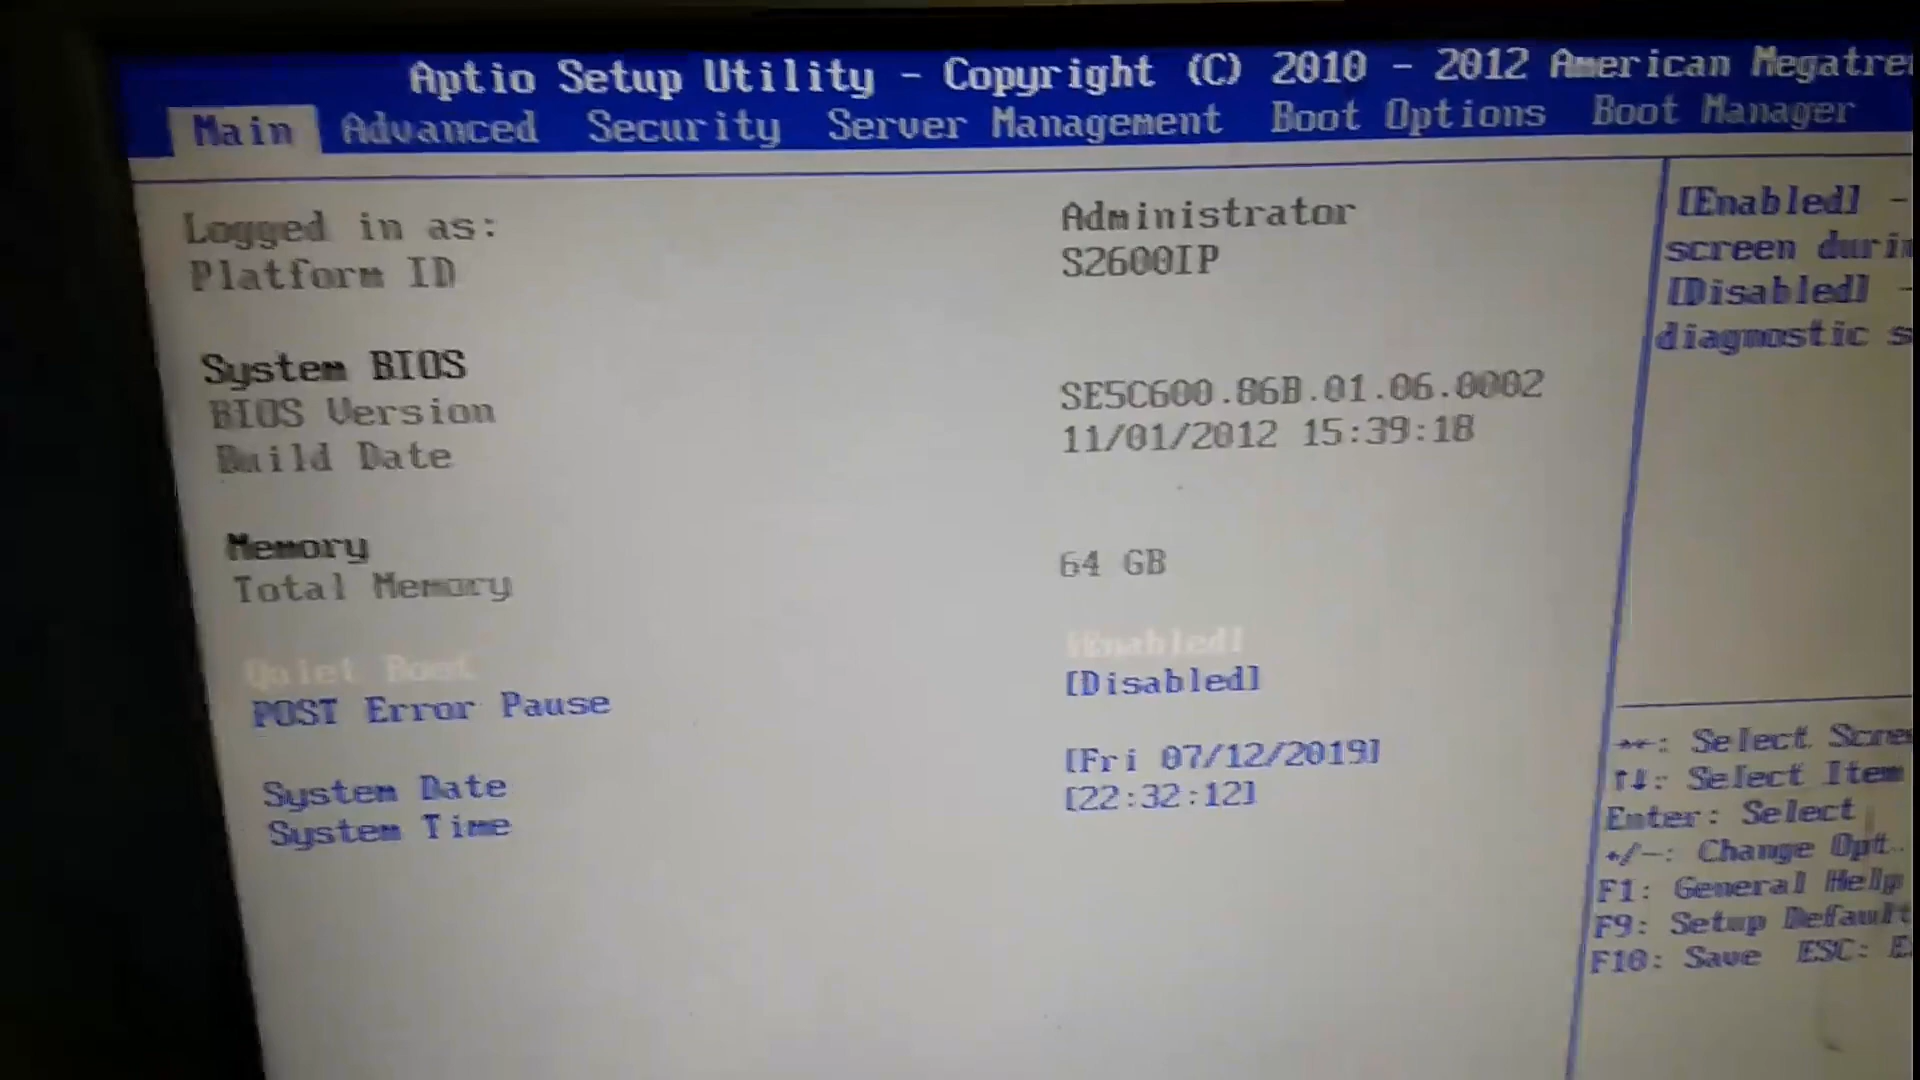 Aptio Setup Utility - Copyright (C) 2010 - 2012 American
Main Advanced Security Server Management Boot Options Boot Manager
Logged in as: Administrator
Platform ID S2600IP
System BIOS
BIOS Version SE5C600.86B.01.06.0002
Build Date 11/01/2012 15:39:18
Memory
Total Memory 64 GB
Quiet Boot [Enabled]
POST Error Pause [Disabled]
System Date [Fri 07/12/2019]
System Time [22:32:12]
[Enabled] -
screen
[Disabled] -
diagnostic
→←: Select
↑↓: Select Item
Enter: Select
+/-: Change
F1: General Help
F9: Setup
F10: Save ESC: